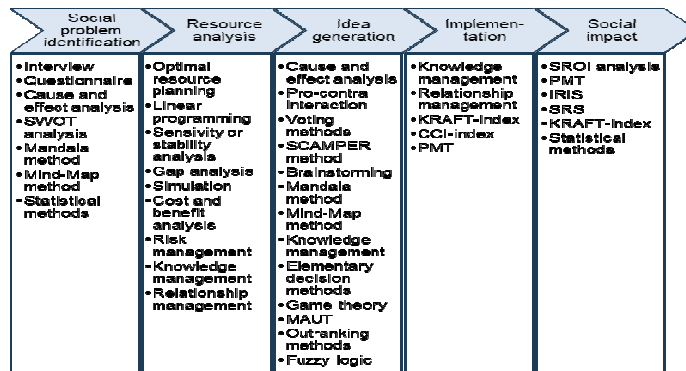 Social
problem
identification
Resource
analysis
Idea
generation
Implemen-
tation
Social
impact
•Interview
•Questionnaire
•Cause and
effect analysis
•SWOT
analysis
•Mandala
method
•Mind-Map
method
•Statistical
methods
•Optimal
resource
planning
•Linear
programming
•Sensivity or
stability
analysis
•Gap analysis
•Simulation
•Cost and
benefit
analysis
•Risk
management
•Knowledge
management
•Relationship
management
•Cause and
effect analysis
•Pro-contra
interaction
•Voting
methods
•SCAMPER
method
•Brainstorming
•Mandala
method
•Mind-Map
method
•Knowledge
management
•Elementary
decision
methods
•Game theory
•MAUT
•Outranking
methods
•Fuzzy logic
•Knowledge
management
•Relationship
management
•KRAFT-Index
•CCI-index
•PMT
•SROI analysis
•PMT
•IRIS
•SRS
•KRAFT-Index
•Statistical
methods